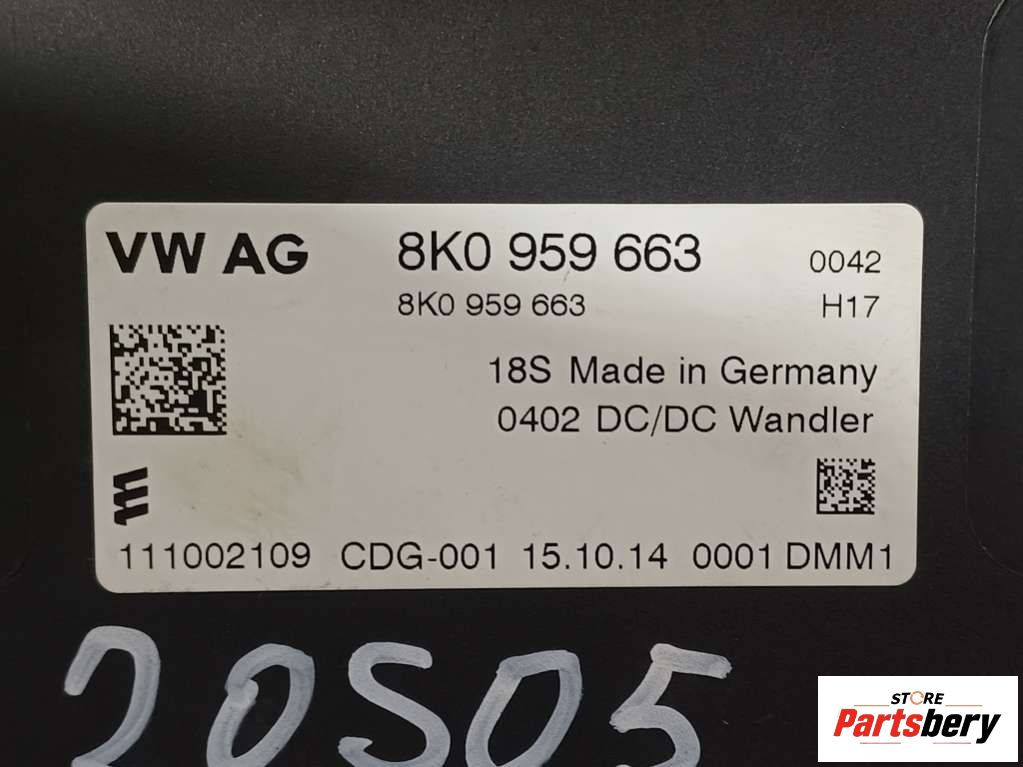 VW AG 8K0 959 663 0042
8K0 959 663 H17
18S Made in Germany
0402 DC/DC Wandler
111002109 CDG-001 15.10.14 0001 DMM1
20S05
STORE
Partsbery